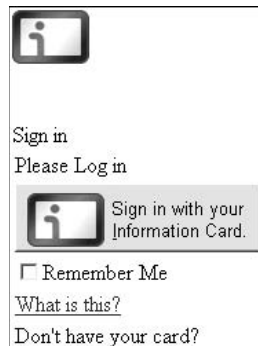 Sign in
Please Log in
Sign in with your
Information Card.
Remember Me
What is this?
Don't have your card?